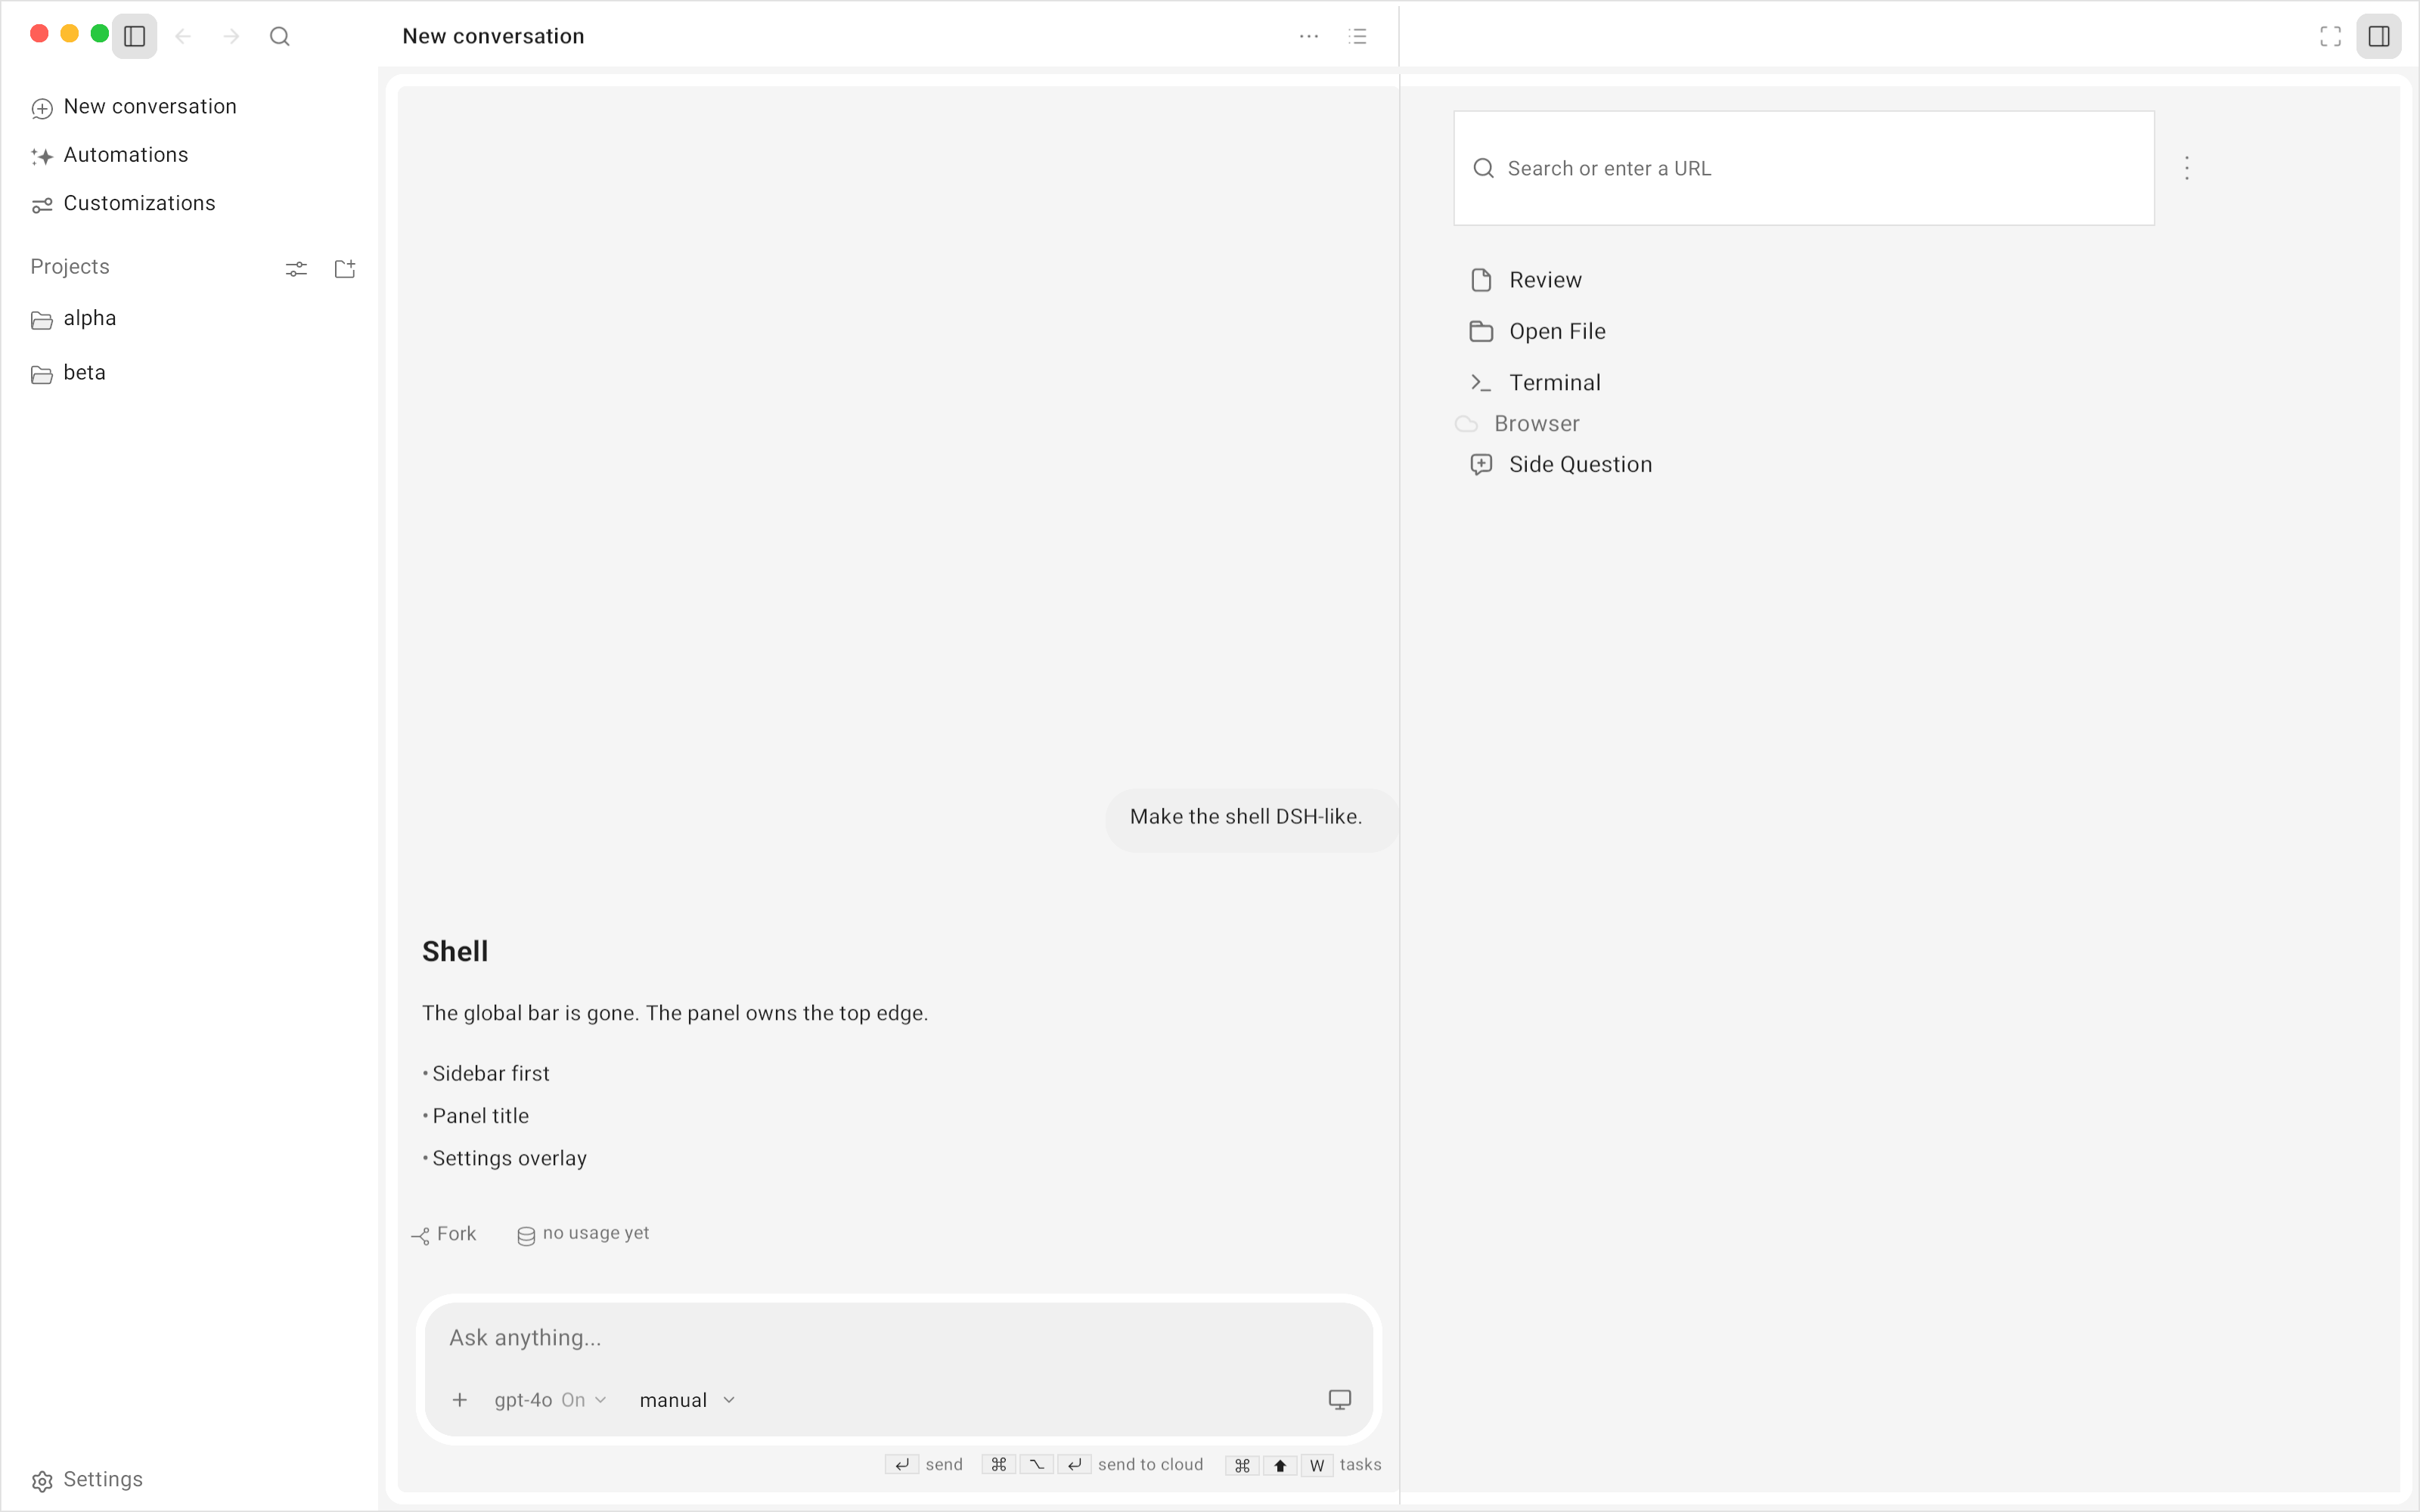 New conversation
New conversation
Automations
Customizations
Projects
alpha
beta
Settings
Make the shell DSH-like.
Shell
The global bar is gone. The panel owns the top edge.
• Sidebar first
• Panel title
• Settings overlay
Fork no usage yet
Ask anything...
gpt-4o On manual
send ⌘ ⌥ send to cloud ⌘ W tasks
Search or enter a URL
Review
Open File
Terminal
Browser
Side Question